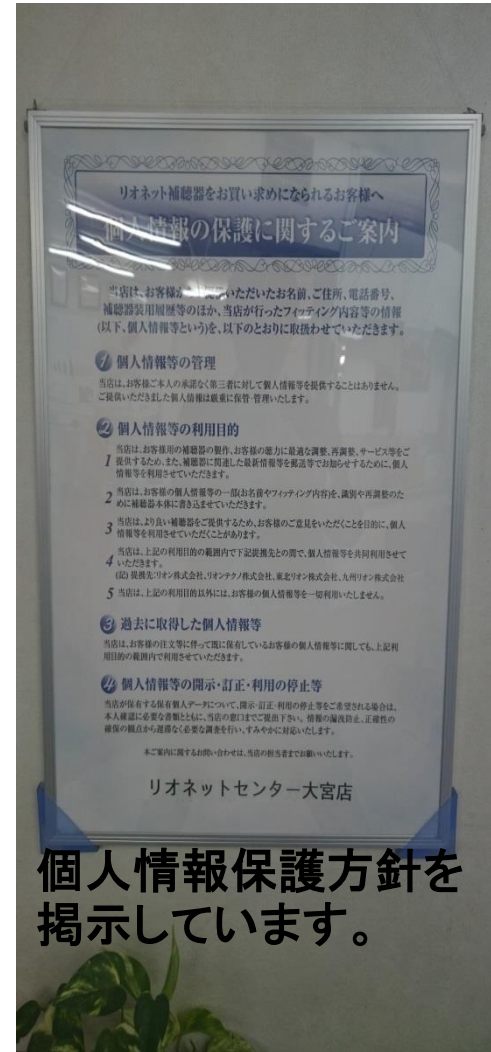 リオネット補聴器をお買い求めになられるお客様へ
個人情報の保護に関するご案内
当店は、お客様から提供いただいたお名前、ご住所、電話番号、
補聴器装用履歴等のほか、当店が行ったフィッティング内容等の情報
(以下、個人情報等という)を、以下のとおりに取扱わせていただきます。
1 個人情報等の管理
当店は、お客様ご本人の承諾なく第三者に対して個人情報等を提供することはありません。
ご提供いただきました個人情報は厳重に保管・管理いたします。
2 個人情報等の利用目的
1 当店は、お客様用の補聴器の製作、お客様の聴力に最適な調整、再調整、サービス等をご
提供するため、また、補聴器に関連した最新情報等を郵送等でお知らせするために、個人
情報等を利用させていただきます。
2 当店は、お客様の個人情報等の一部(お名前やフィッティング内容)を、識別や再調整のた
めに補聴器本体に書き込ませていただきます。
3 当店は、より良い補聴器をご提供するため、お客様のご意見をいただくことを目的に、個人
情報等を利用させていただくことがあります。
4 当店は、上記の利用目的の範囲内で下記提携先との間で、個人情報等を共同利用させて
いただきます。
(記) 提携先:リオン株式会社、リオンテクノ株式会社、東北リオン株式会社、九州リオン株式会社
5 当店は、上記の利用目的以外には、お客様の個人情報等を一切利用いたしません。
3 過去に取得した個人情報等
当店は、お客様の注文等に伴って既に保有しているお客様の個人情報等に関しても、上記利
用目的の範囲内で利用させていただきます。
4 個人情報等の開示・訂正・利用の停止等
当店が保有する保有個人データについて、開示・訂正・利用の停止等をご希望される場合は、
本人確認に必要な書類とともに、当店の窓口までご提出下さい。情報の漏洩防止、正確性の
確保の観点から遅滞なく必要な調査を行い、すみやかに対応いたします。
本ご案内に関するお問い合わせは、当店の担当者までお願いいたします。
リオネットセンター大宮店
個人情報保護方針を
掲示しています。